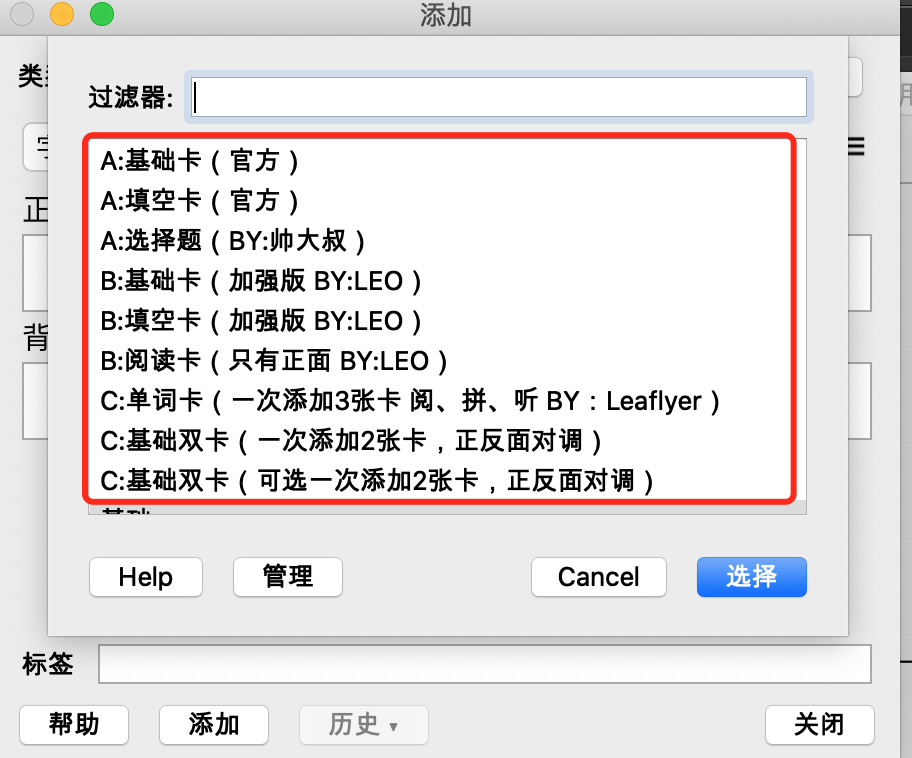 添加
类
过滤器:
A:基础卡（官方）
A:填空卡（官方）
A:选择题（BY:帅大叔）
B:基础卡（加强版 BY:LEO）
B:填空卡（加强版 BY:LEO）
B:阅读卡（只有正面 BY:LEO）
C:单词卡（一次添加3张卡 阅、拼、听 BY：Leaflyer）
C:基础双卡（一次添加2张卡，正反面对调）
C:基础双卡（可选一次添加2张卡，正反面对调）
正
背
Help
管理
Cancel
选择
标签
帮助
添加
历史
关闭